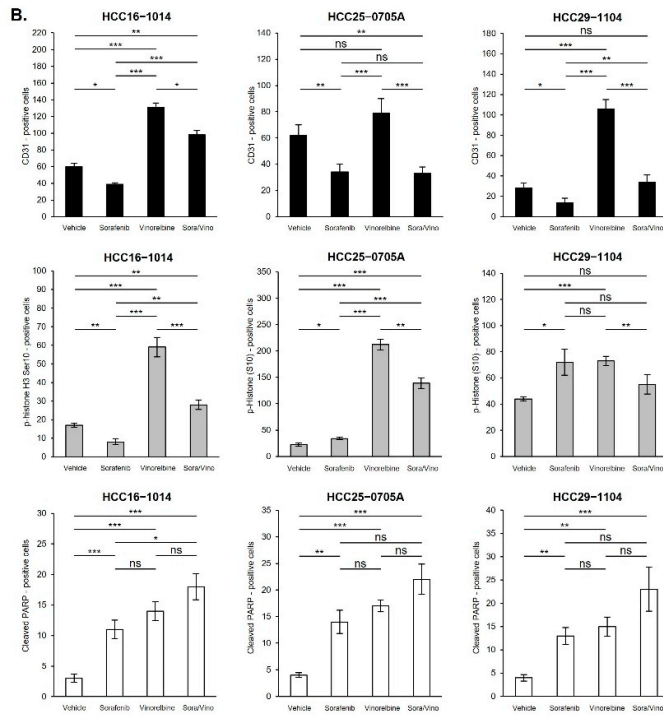 B.
HCC16-1014
CD31 - positive cells
220
200
180
160
140
120
100
80
60
40
20
0
**
***
***
***
* *
Vehicle Sorafenib Vinorelbine Sora/Vino
HCC25-0705A
CD31 - positive cells
140
120
100
80
60
40
20
0
**
ns
ns
***
** ***
Vehicle Sorafenib Vinorelbine Sora/Vino
HCC29-1104
CD31 - positive cells
180
160
140
120
100
80
60
40
20
0
ns
***
**
***
* ***
Vehicle Sorafenib Vinorelbine Sora/Vino
HCC16-1014
p-Histone H3 Ser10 - positive cells
100
90
80
70
60
50
40
30
20
10
0
**
***
**
***
** ***
Vehicle Sorafenib Vinorelbine Sora/Vino
HCC25-0705A
p-Histone (S10) - positive cells
350
300
250
200
150
100
50
0
***
***
***
***
* **
Vehicle Sorafenib Vinorelbine Sora/Vino
HCC29-1104
p-Histone (S10) - positive cells
140
120
100
80
60
40
20
0
ns
***
ns
ns
* **
Vehicle Sorafenib Vinorelbine Sora/Vino
HCC16-1014
Cleaved PARP - positive cells
30
25
20
15
10
5
0
***
***
*
*** ns
ns
Vehicle Sorafenib Vinorelbine Sora/Vino
HCC25-0705A
Cleaved PARP - positive cells
35
30
25
20
15
10
5
0
***
***
ns
** ns
ns
Vehicle Sorafenib Vinorelbine Sora/Vino
HCC29-1104
Cleaved PARP - positive cells
40
35
30
25
20
15
10
5
0
***
**
ns
** ns
ns
Vehicle Sorafenib Vinorelbine Sora/Vino